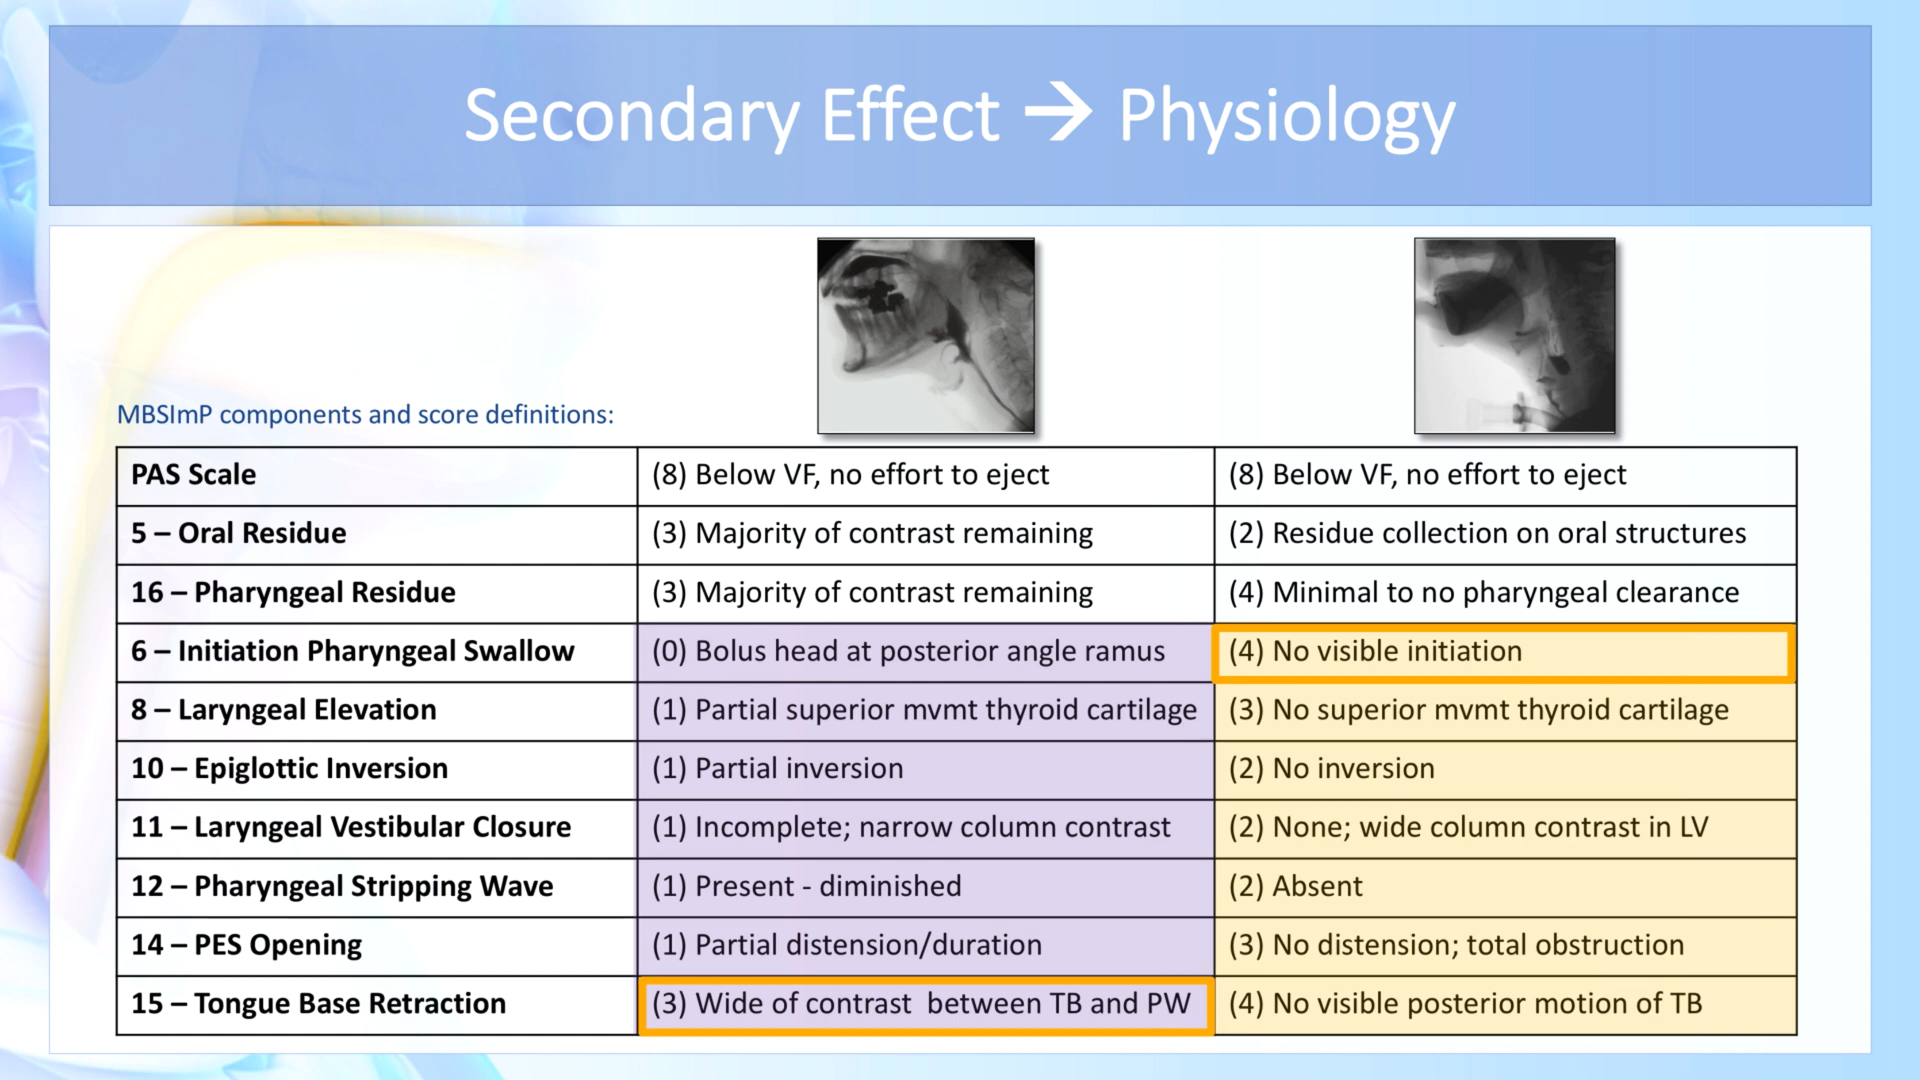 Secondary Effect → Physiology
MBSImP components and score definitions:
PAS Scale
(8) Below VF, no effort to eject
(8) Below VF, no effort to eject
5 – Oral Residue
(3) Majority of contrast remaining
(2) Residue collection on oral structures
16 – Pharyngeal Residue
(3) Majority of contrast remaining
(4) Minimal to no pharyngeal clearance
6 – Initiation Pharyngeal Swallow
(0) Bolus head at posterior angle ramus
(4) No visible initiation
8 – Laryngeal Elevation
(1) Partial superior mvmt thyroid cartilage
(3) No superior mvmt thyroid cartilage
10 – Epiglottic Inversion
(1) Partial inversion
(2) No inversion
11 – Laryngeal Vestibular Closure
(1) Incomplete; narrow column contrast
(2) None; wide column contrast in LV
12 – Pharyngeal Stripping Wave
(1) Present - diminished
(2) Absent
14 – PES Opening
(1) Partial distension/duration
(3) No distension; total obstruction
15 – Tongue Base Retraction
(3) Wide of contrast between TB and PW
(4) No visible posterior motion of TB